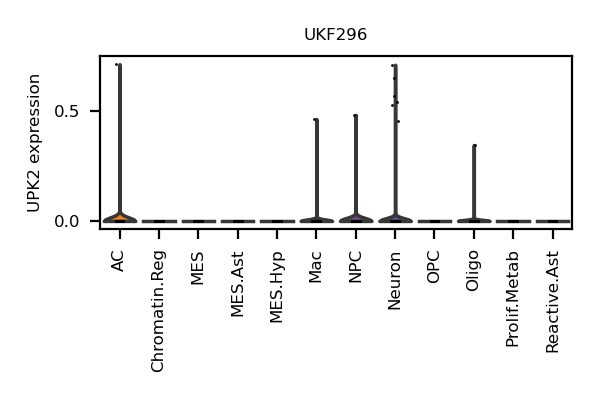 UKF296
UPK2 expression
0.5
0.0
AC
Chromatin.Reg
MES
MES.Ast
MES.Hyp
Mac
NPC
Neuron
OPC
Oligo
Prolif.Metab
Reactive.Ast